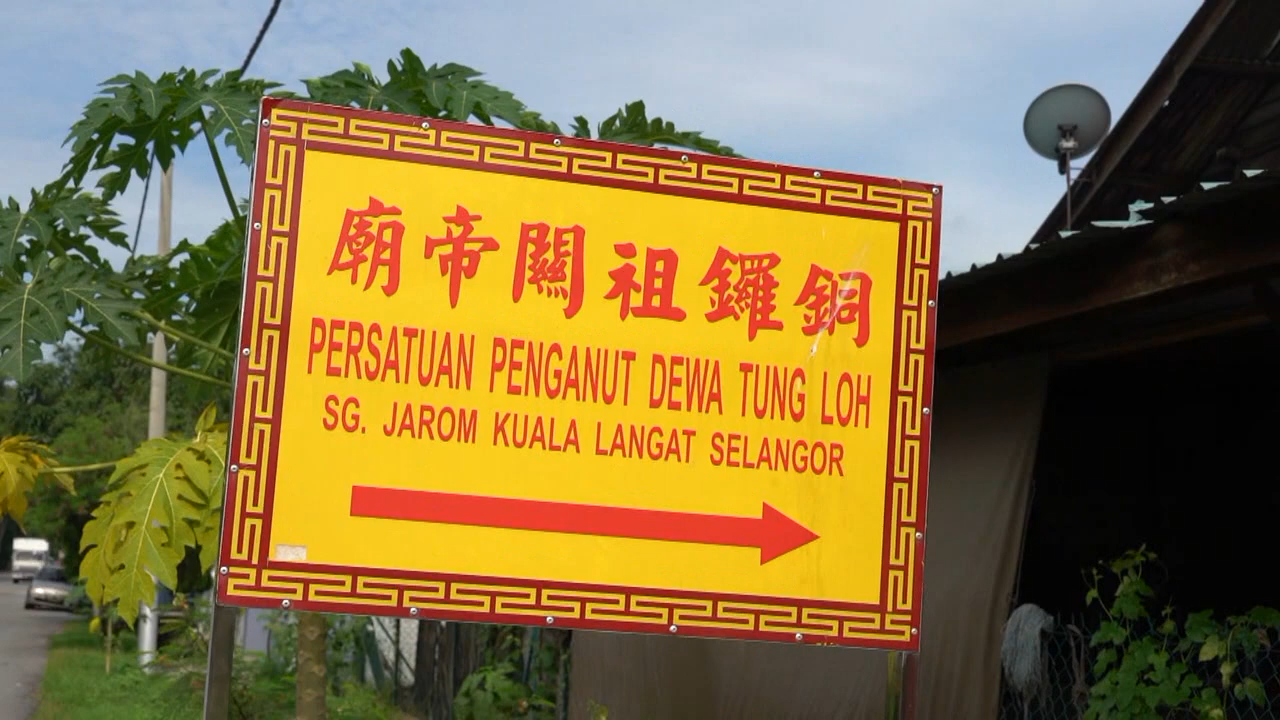 銅鑼祖關帝廟
PERSATUAN PENGANUT DEWA TUNG LOH
SG. JAROM KUALA LANGAT SELANGOR